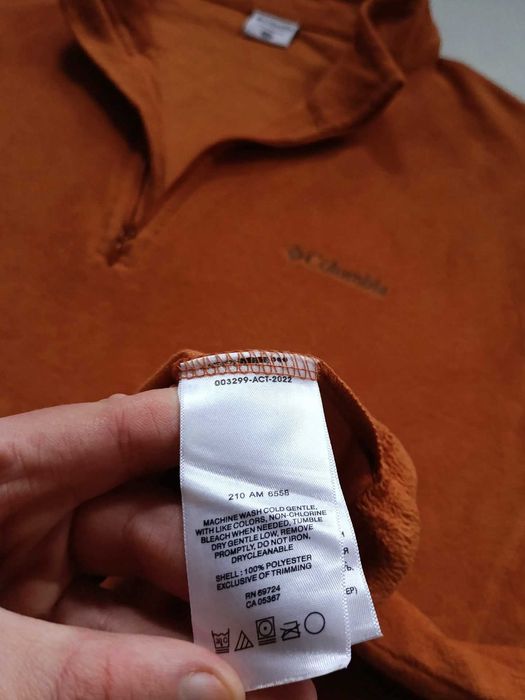 Columbia
003299-ACT-2022
210 AM 6558
MACHINE WASH COLD GENTLE,
WITH LIKE COLORS, NON-CHLORINE
BLEACH WHEN NEEDED, TUMBLE
DRY GENTLE LOW, REMOVE
PROMPTLY, DO NOT IRON,
DRYCLEANABLE
SHELL: 100% POLYESTER
EXCLUSIVE OF TRIMMING
RN 69724
CA 05367